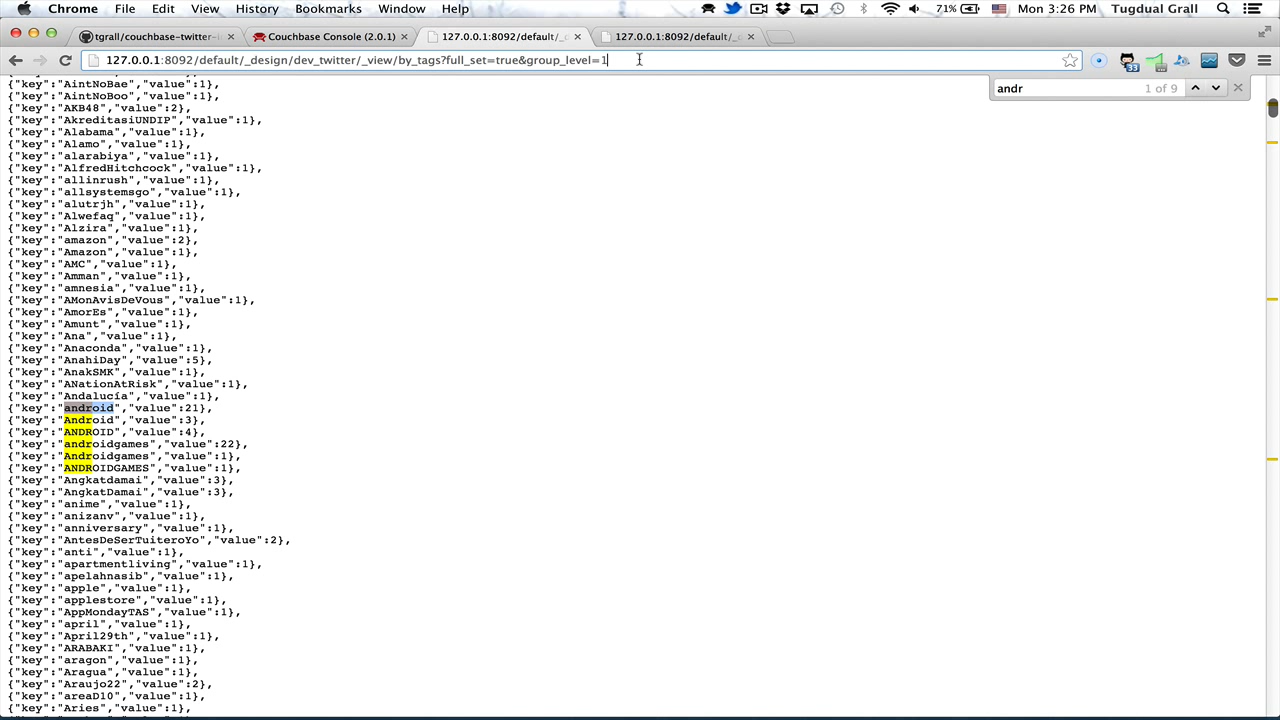 Chrome File Edit View History Bookmarks Window Help 71% Mon 3:26 PM Tugdual Grall
tgrall/couchbase-twitter-i Couchbase Console (2.0.1) 127.0.0.1:8092/default/_d 127.0.0.1:8092/default/_d
127.0.0.1:8092/default/_design/dev_twitter/_view/by_tags?full_set=true&group_level=1 33
andr 1 of 9
{"key":"AintNoBae","value":1},
{"key":"AintNoBoo","value":1},
{"key":"AKB48","value":2},
{"key":"AkreditasiUNDIP","value":1},
{"key":"Alabama","value":1},
{"key":"Alamo","value":1},
{"key":"alarabiya","value":1},
{"key":"AlfredHitchcock","value":1},
{"key":"allinrush","value":1},
{"key":"allsystemsgo","value":1},
{"key":"alutrjh","value":1},
{"key":"Alwefaq","value":1},
{"key":"Alzira","value":1},
{"key":"amazon","value":2},
{"key":"Amazon","value":1},
{"key":"AMC","value":1},
{"key":"Amman","value":1},
{"key":"amnesia","value":1},
{"key":"AMonAvisDeVous","value":1},
{"key":"AmorEs","value":1},
{"key":"Amunt","value":1},
{"key":"Ana","value":1},
{"key":"Anaconda","value":1},
{"key":"AnahiDay","value":5},
{"key":"AnakSMK","value":1},
{"key":"ANationAtRisk","value":1},
{"key":"Andalucía","value":1},
{"key":"android","value":21},
{"key":"Android","value":3},
{"key":"ANDROID","value":4},
{"key":"androidgames","value":22},
{"key":"Androidgames","value":1},
{"key":"ANDROIDGAMES","value":1},
{"key":"Angkatdamai","value":3},
{"key":"AngkatDamai","value":3},
{"key":"anime","value":1},
{"key":"anizanv","value":1},
{"key":"anniversary","value":1},
{"key":"AntesDeSerTuiteroYo","value":2},
{"key":"anti","value":1},
{"key":"apartmentliving","value":1},
{"key":"apelahnasib","value":1},
{"key":"apple","value":1},
{"key":"applestore","value":1},
{"key":"AppMondayTAS","value":1},
{"key":"april","value":1},
{"key":"April29th","value":1},
{"key":"ARABAKI","value":1},
{"key":"aragon","value":1},
{"key":"Aragua","value":1},
{"key":"Araujo22","value":2},
{"key":"areaD10","value":1},
{"key":"Aries","value":1},